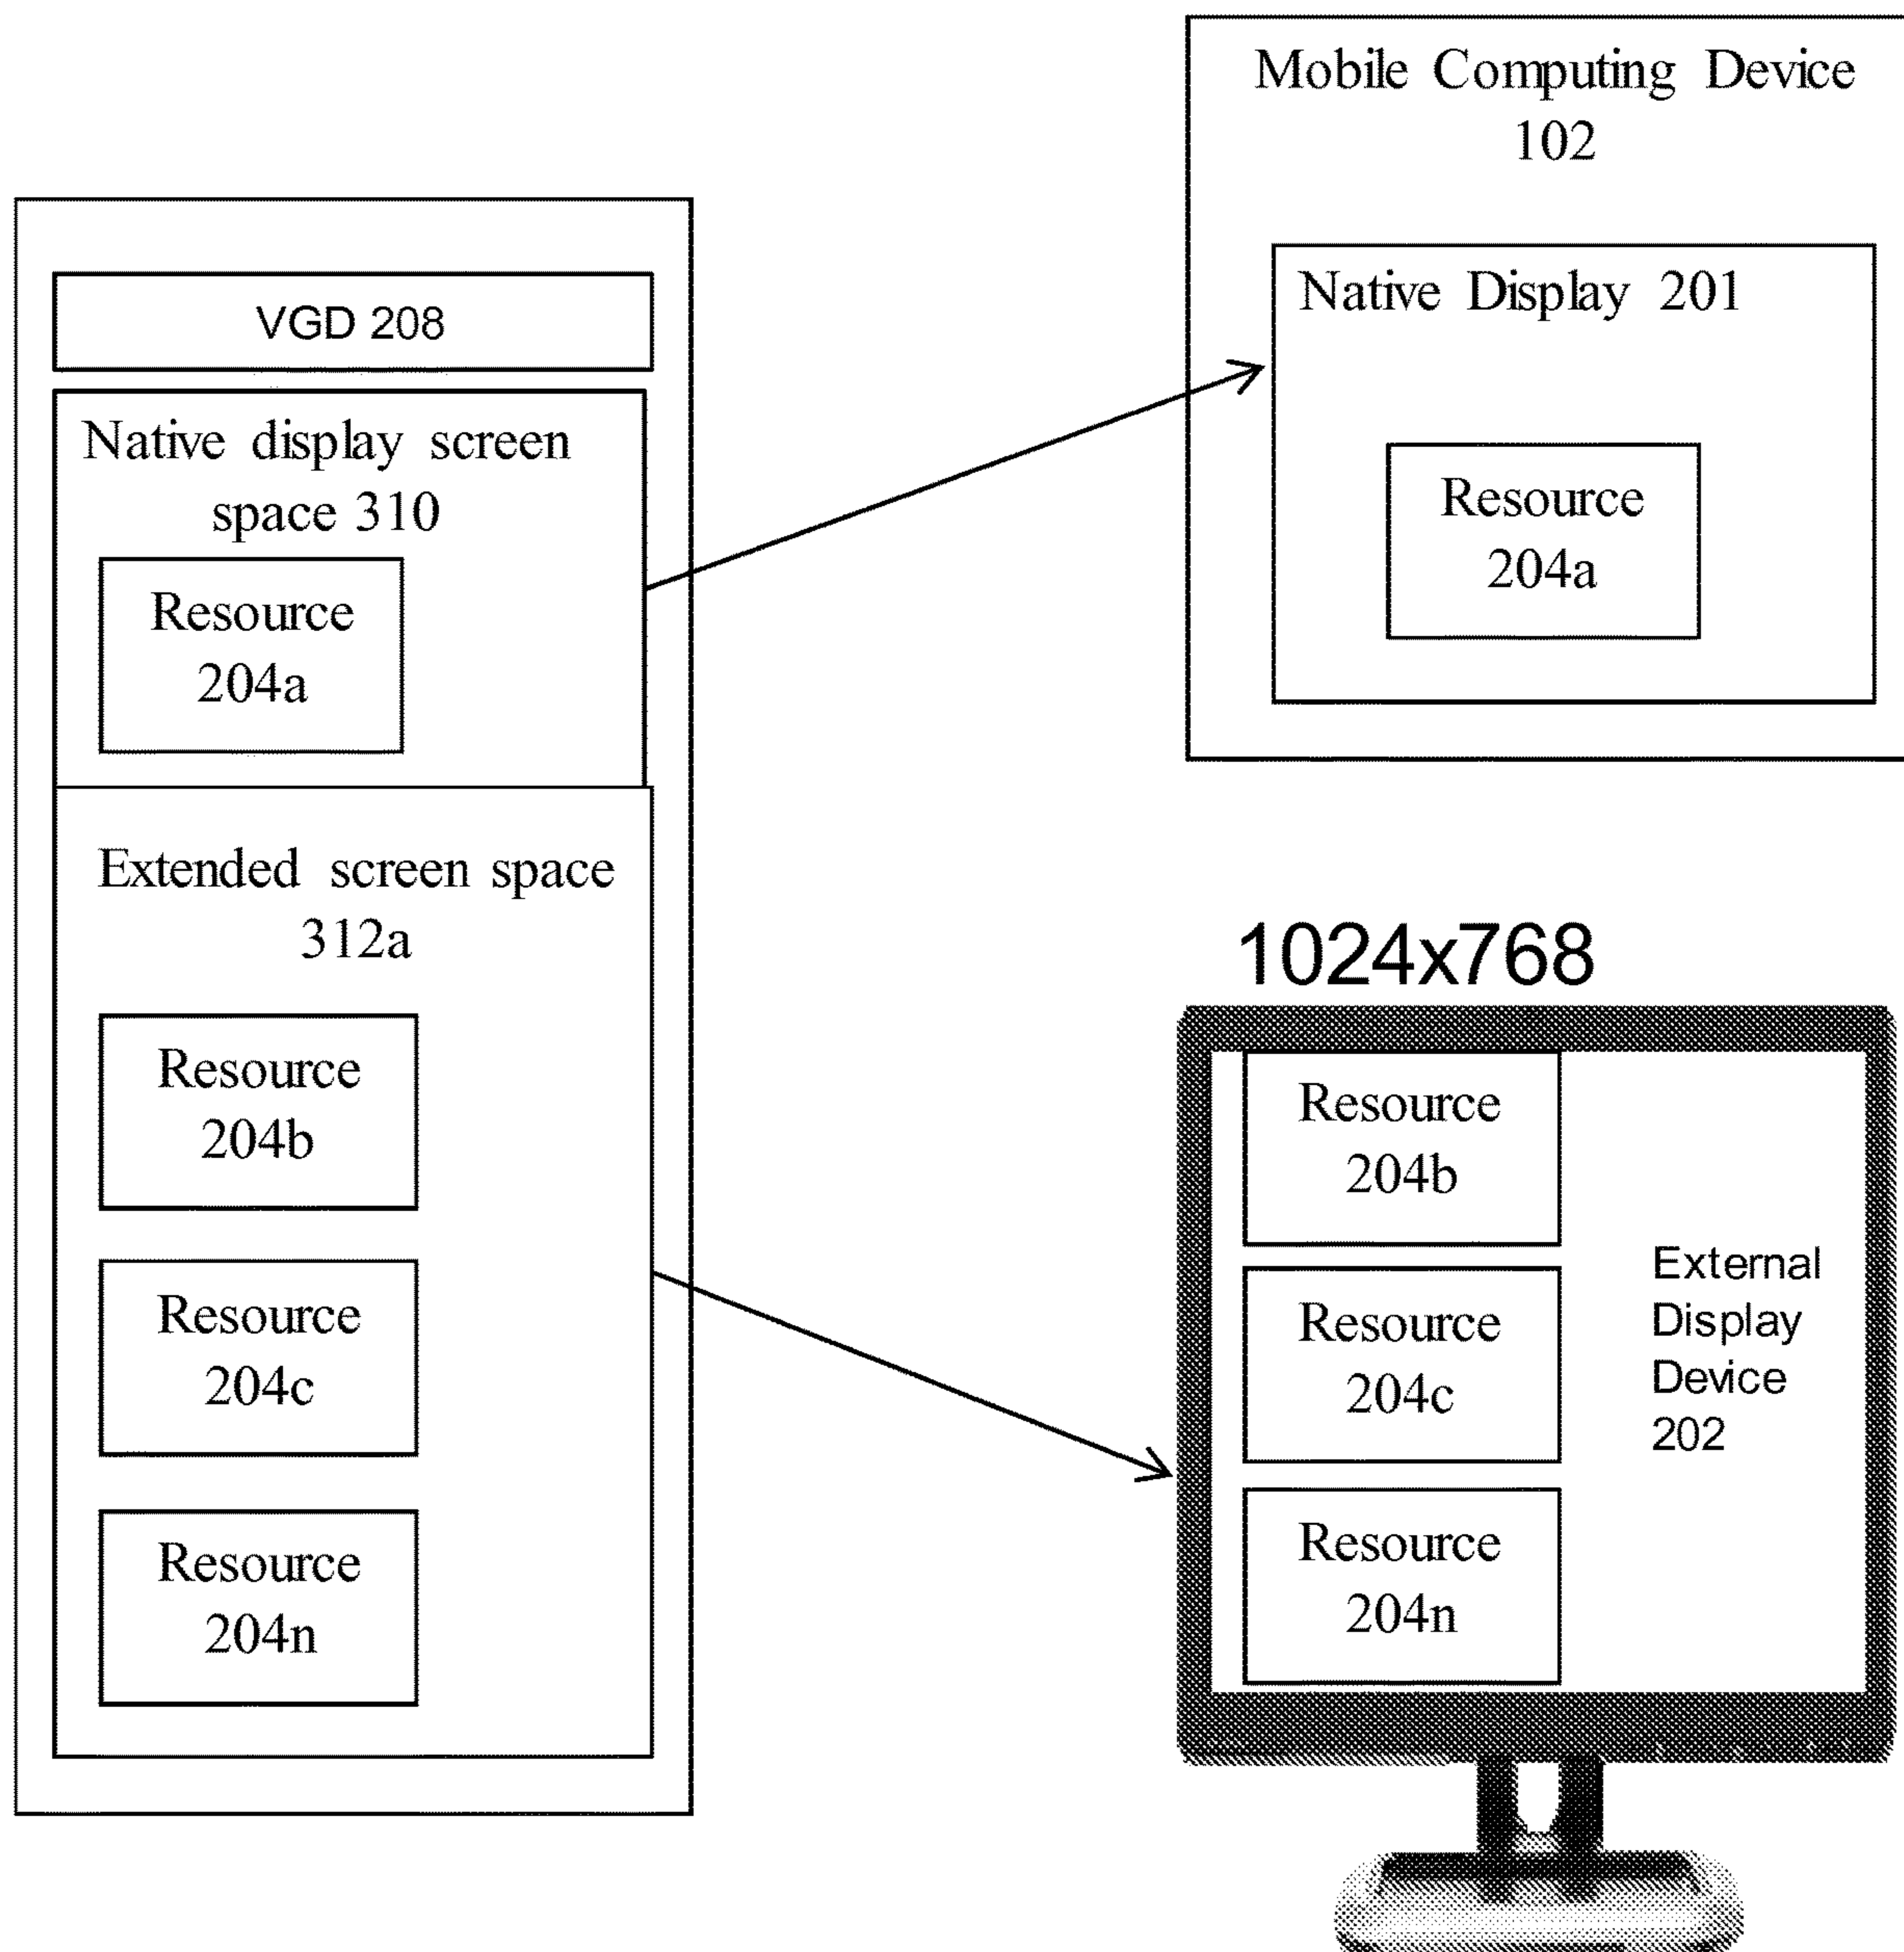 VGD 208
Native display screen
space 310
Resource
204a
Extended screen space
312a
Resource
204b
Resource
204c
Resource
204n
Mobile Computing Device
102
Native Display 201
Resource
204a
1024x768
Resource
204b
Resource
204c
Resource
204n
External
Display
Device
202